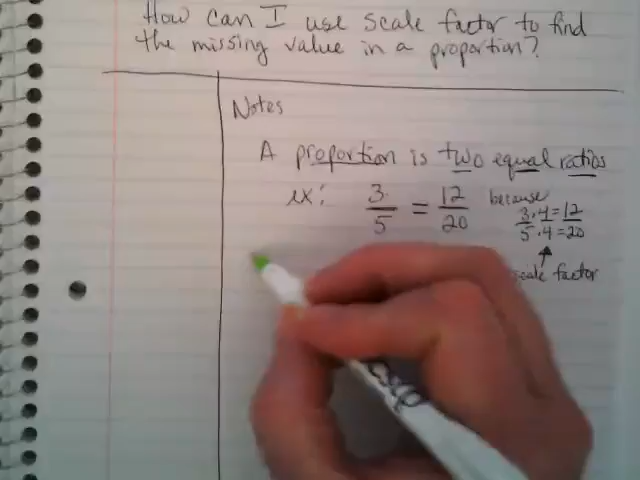 How can I use scale factor to find
the missing value in a proportion?
Notes
A proportion is two equal ratios
ex: 3/5 = 12/20 because
3·4=12
5·4=20
scale factor